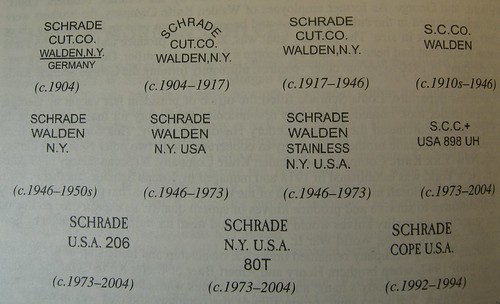 SCHRADE
CUT.CO.
WALDEN,N.Y.
GERMANY
(c.1904)
SCHRADE
CUT.CO.
WALDEN,N.Y.
(c.1904–1917)
SCHRADE
CUT.CO.
WALDEN,N.Y.
(c.1917–1946)
S.C.CO.
WALDEN
(c.1910s–1946)
SCHRADE
WALDEN
N.Y.
(c.1946–1950s)
SCHRADE
WALDEN
N.Y. USA
(c.1946–1973)
SCHRADE
WALDEN
STAINLESS
N.Y. U.S.A.
(c.1946–1973)
S.C.C.+
USA 898 UH
(c.1973–2004)
SCHRADE
U.S.A. 206
(c.1973–2004)
SCHRADE
N.Y. U.S.A.
80T
(c.1973–2004)
SCHRADE
COPE U.S.A.
(c.1992–1994)